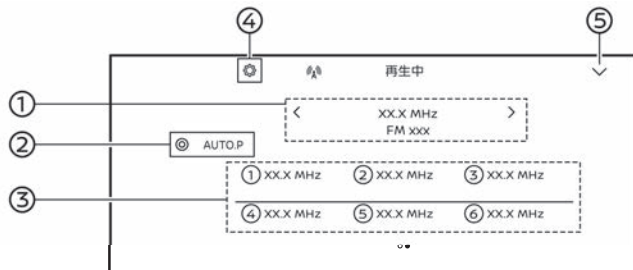 ④ ⑤
再生中
①
< XX.X MHz >
FM xxx
②
AUTO.P
③
① XX.X MHz ② XX.X MHz ③ XX.X MHz
④ XX.X MHz ⑤ XX.X MHz ⑥ XX.X MHz